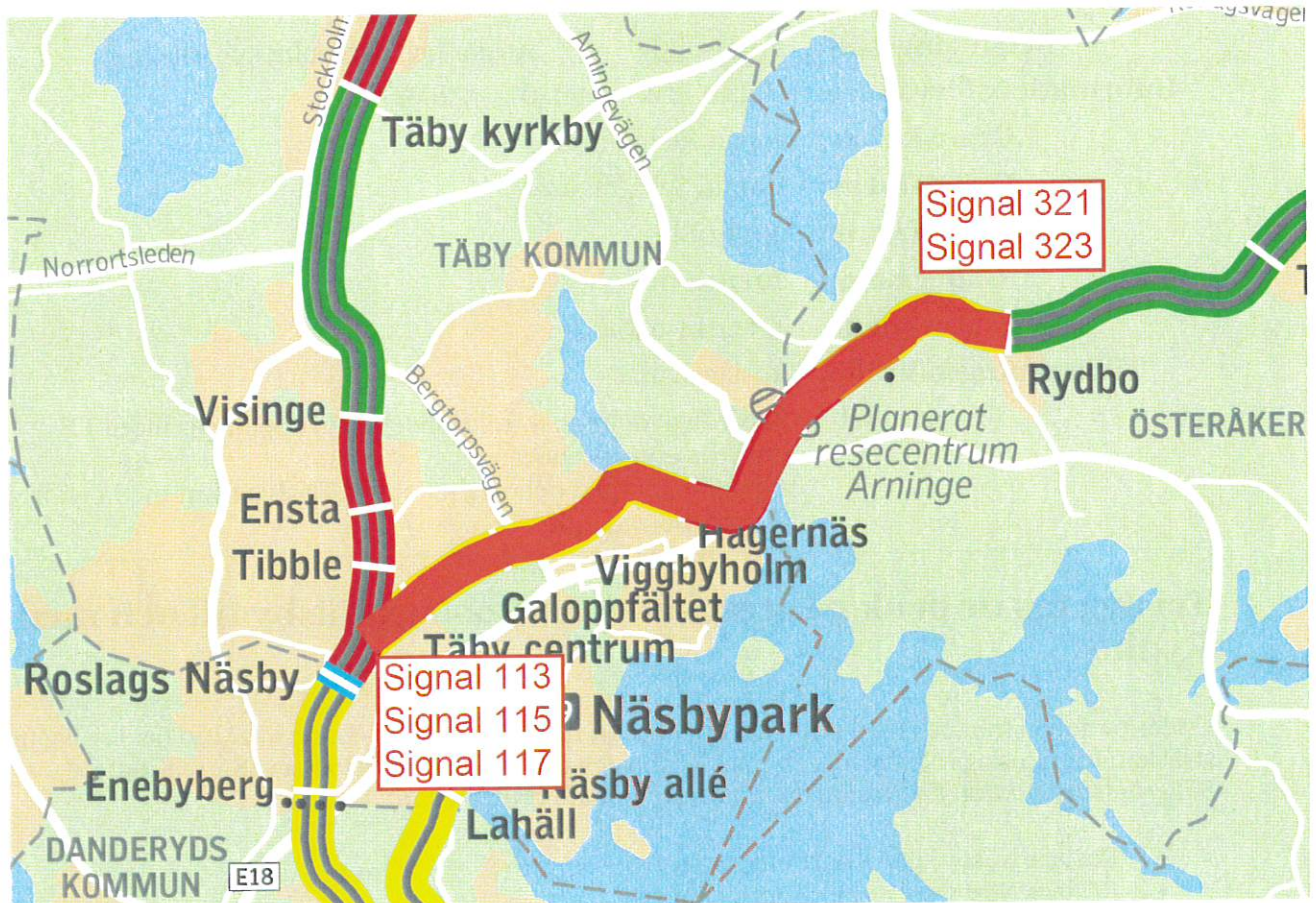 Stockholm
Täby kyrkby
Arningevägen
Signal 321
Signal 323
TÄBY KOMMUN
Norrortsleden
Rydbo
ÖSTERÅKER
Planerat
resecentrum
Arninge
Bergtorpsvägen
Visinge
Ensta
Tibble
Hägernäs
Viggbyholm
Galoppfältet
Täby centrum
Roslags Näsby
Signal 113
Signal 115
Signal 117
Näsbypark
Näsby allé
Enebyberg
Lahäll
DANDERYDS
KOMMUN
E18